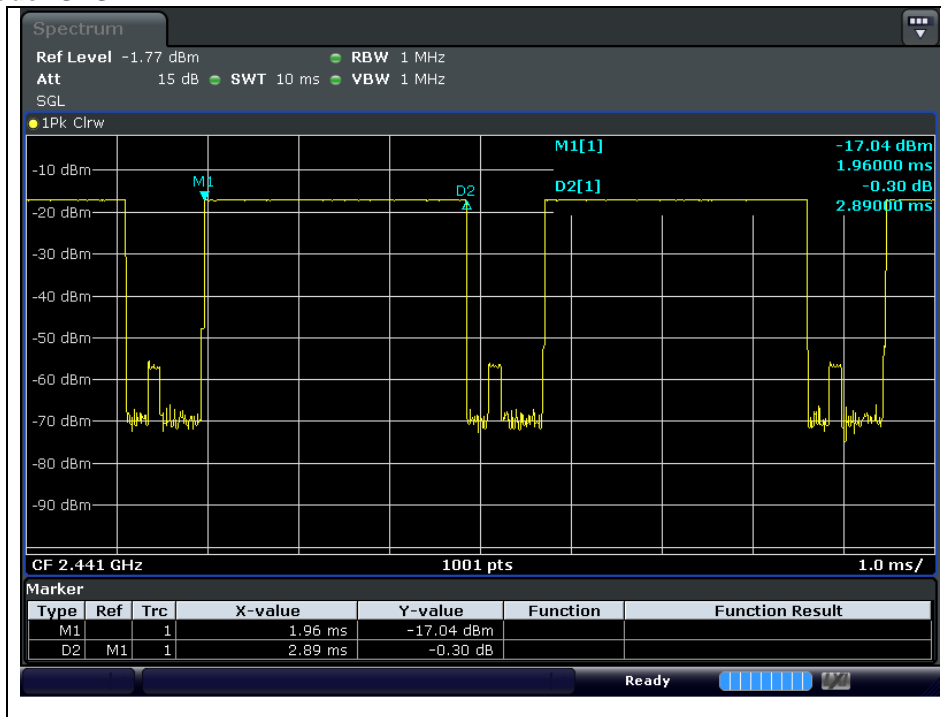 Spectrum
Ref Level -1.77 dBm RBW 1 MHz
Att 15 dB SWT 10 ms VBW 1 MHz
SGL
1Pk Clrw
M1[1] -17.04 dBm
1.96000 ms
D2[1] -0.30 dB
2.89000 ms
M1
D2
-10 dBm
-20 dBm
-30 dBm
-40 dBm
-50 dBm
-60 dBm
-70 dBm
-80 dBm
-90 dBm
CF 2.441 GHz 1001 pts 1.0 ms/
Marker
Type Ref Trc X-value Y-value Function Function Result
M1 1 1.96 ms -17.04 dBm
D2 M1 1 2.89 ms -0.30 dB
Ready